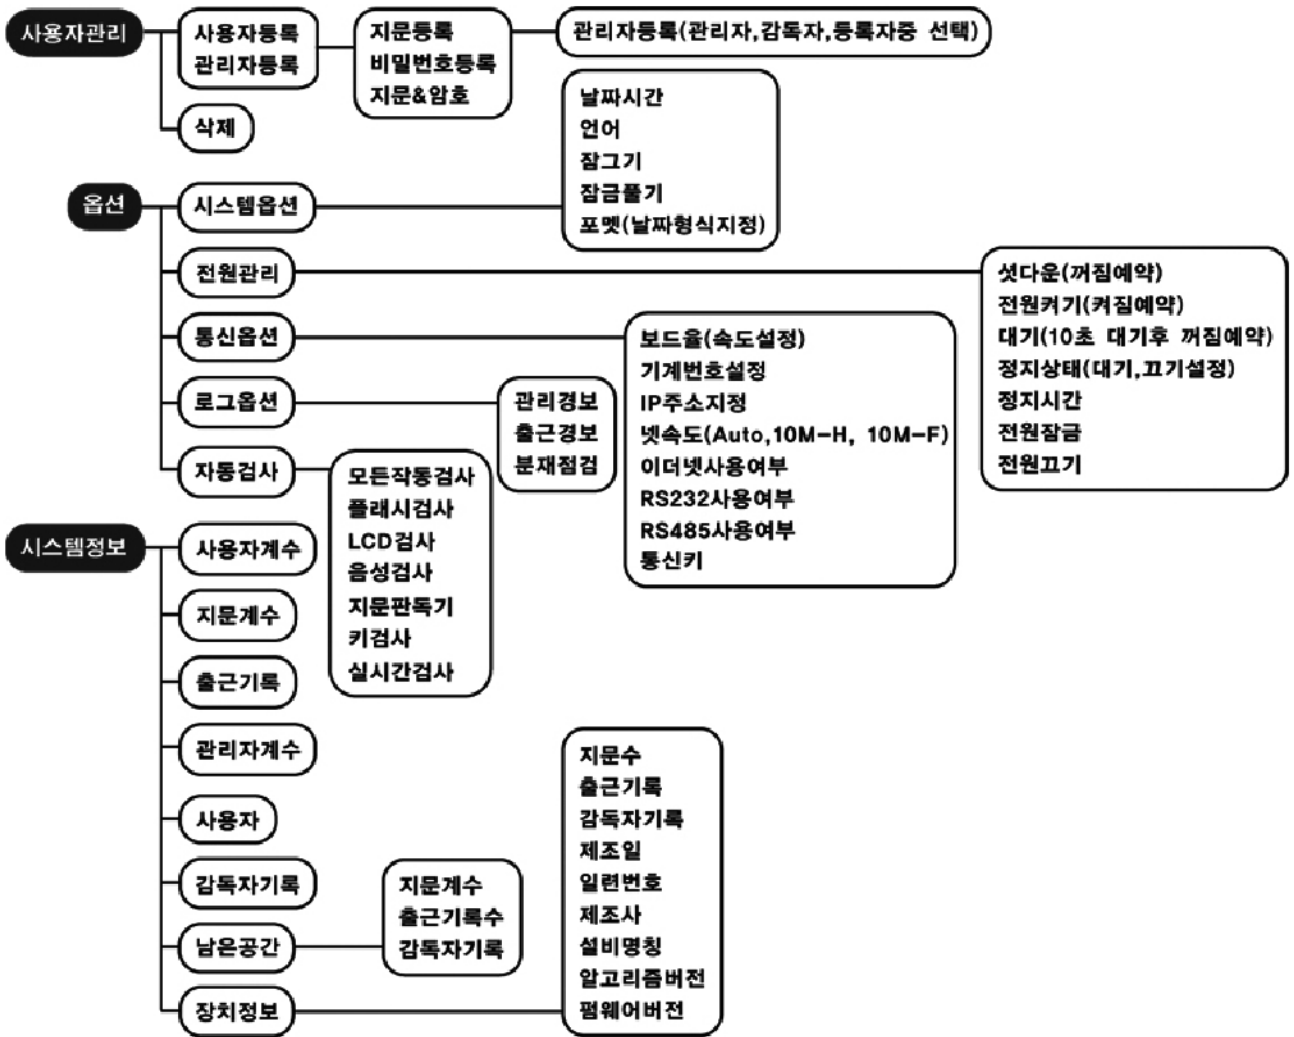 사용자관리
사용자등록
관리자등록
지문등록
비밀번호등록
지문&암호
관리자등록(관리자,감독자,등록자중 선택)
삭제
옵션
시스템옵션
날짜시간
언어
잠그기
잠금풀기
포멧(날짜형식지정)
전원관리
셧다운(꺼짐예약)
전원켜기(켜짐예약)
대기(10초 대기후 꺼짐예약)
정지상태(대기,끄기설정)
정지시간
전원잠금
전원끄기
통신옵션
보드율(속도설정)
기계번호설정
IP주소지정
넷속도(Auto,10M-H, 10M-F)
이더넷사용여부
RS232사용여부
RS485사용여부
통신키
로그옵션
관리경보
출근경보
분재점검
자동검사
모든작동검사
플래시검사
LCD검사
음성검사
지문판독기
키검사
실시간검사
시스템정보
사용자계수
지문계수
출근기록
관리자계수
사용자
감독자기록
남은공간
지문계수
출근기록수
감독자기록
장치정보
지문수
출근기록
감독자기록
제조일
일련번호
제조사
설비명칭
알고리즘버전
펌웨어버전